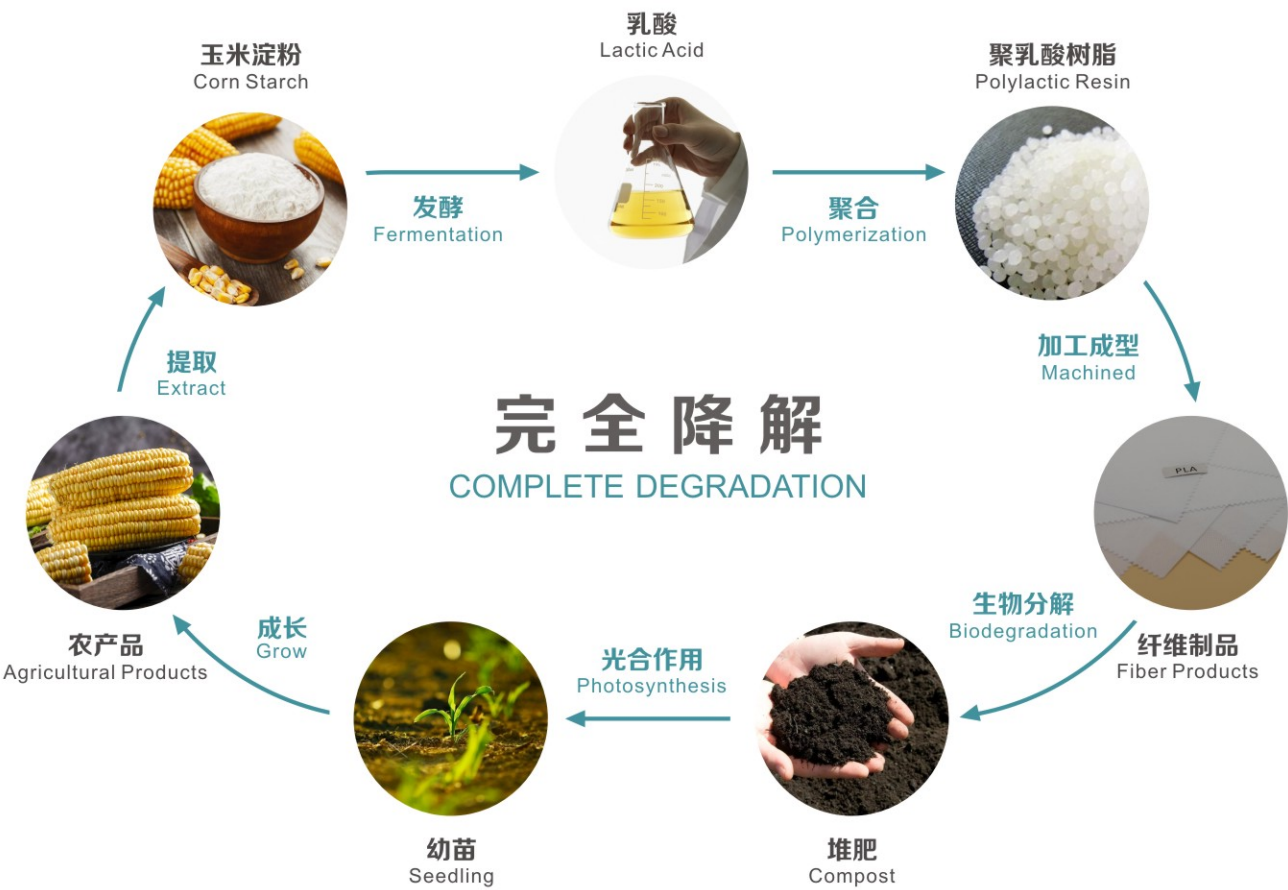 乳酸
Lactic Acid
玉米淀粉
Corn Starch
聚乳酸树脂
Polylactic Resin
发酵
Fermentation
聚合
Polymerization
提取
Extract
加工成型
Machined
完全降解
COMPLETE DEGRADATION
PLA
农产品
Agricultural Products
成长
Grow
光合作用
Photosynthesis
生物分解
Biodegradation
纤维制品
Fiber Products
幼苗
Seedling
堆肥
Compost